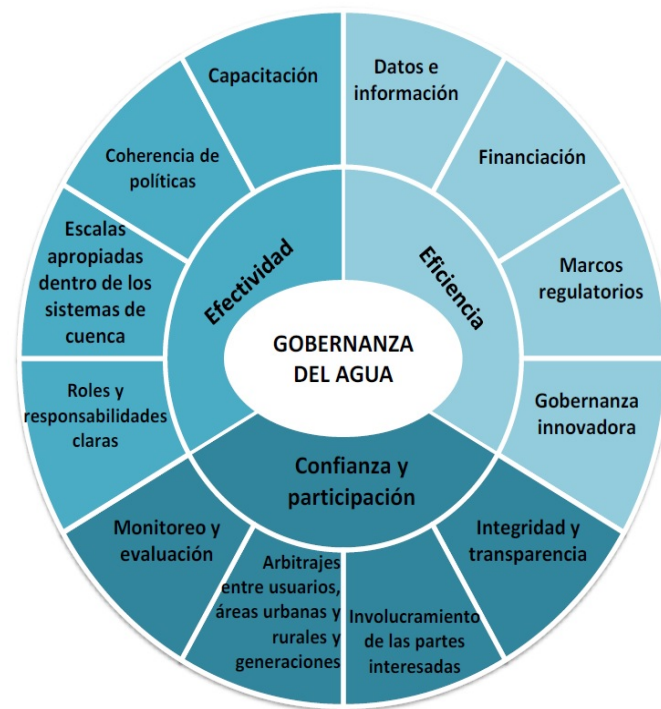 Capacitación
Datos e
información
Coherencia de
políticas
Financiación
Escalas
apropiadas
dentro de los
sistemas de
cuenca
Marcos
regulatorios
Efectividad
Eficiencia
GOBERNANZA
DEL AGUA
Roles y
responsabilidades
claras
Gobernanza
innovadora
Confianza y
participación
Monitoreo y
evaluación
Integridad y
transparencia
Arbitrajes
entre usuarios,
áreas urbanas y
rurales y
generaciones
Involucramiento
de las partes
interesadas